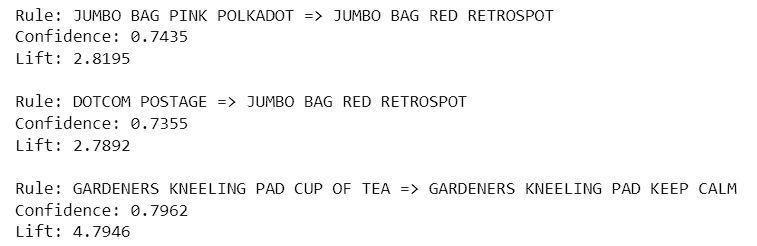 Rule: JUMBO BAG PINK POLKADOT => JUMBO BAG RED RETROSPOT
Confidence: 0.7435
Lift: 2.8195
Rule: DOTCOM POSTAGE => JUMBO BAG RED RETROSPOT
Confidence: 0.7355
Lift: 2.7892
Rule: GARDENERS KNEELING PAD CUP OF TEA => GARDENERS KNEELING PAD KEEP CALM
Confidence: 0.7962
Lift: 4.7946